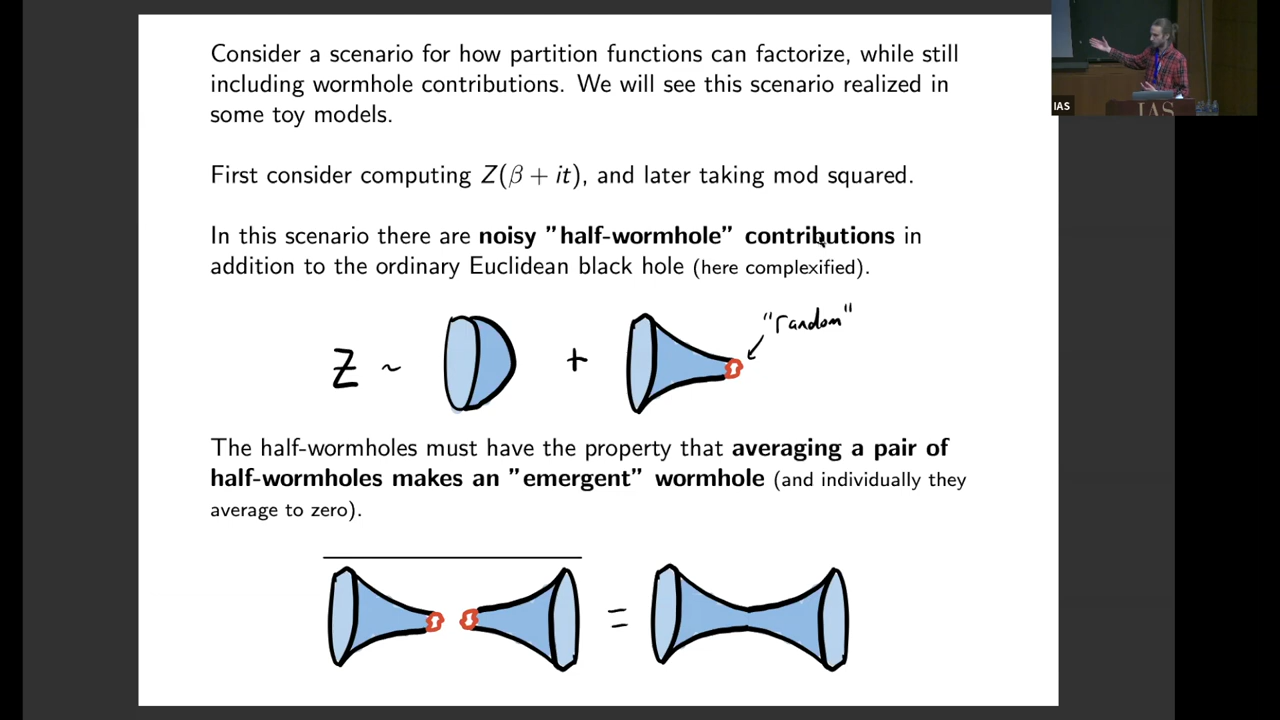 Consider a scenario for how partition functions can factorize, while still
including wormhole contributions. We will see this scenario realized in
some toy models.
First consider computing Z(β + it), and later taking mod squared.
In this scenario there are noisy ”half-wormhole” contributions in
addition to the ordinary Euclidean black hole (here complexified).
"random"
Z ~ +
The half-wormholes must have the property that averaging a pair of
half-wormholes makes an ”emergent” wormhole (and individually they
average to zero).
=
IAS
IAS